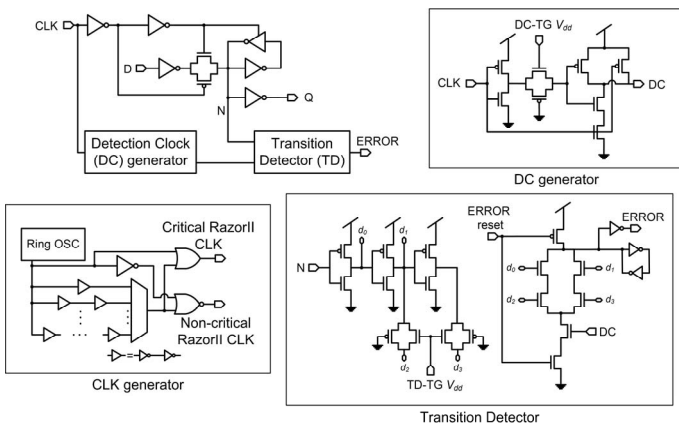 CLK
D
Q
N
Detection Clock
(DC) generator
Transition
Detector (TD)
ERROR
DC-TG Vdd
CLK
DC
DC generator
Ring OSC
Critical RazorII
CLK
Non-critical
RazorII CLK
CLK generator
N
d0
d1
d2
d3
TD-TG Vdd
ERROR
reset
ERROR
d0
d1
d2
d3
DC
Transition Detector